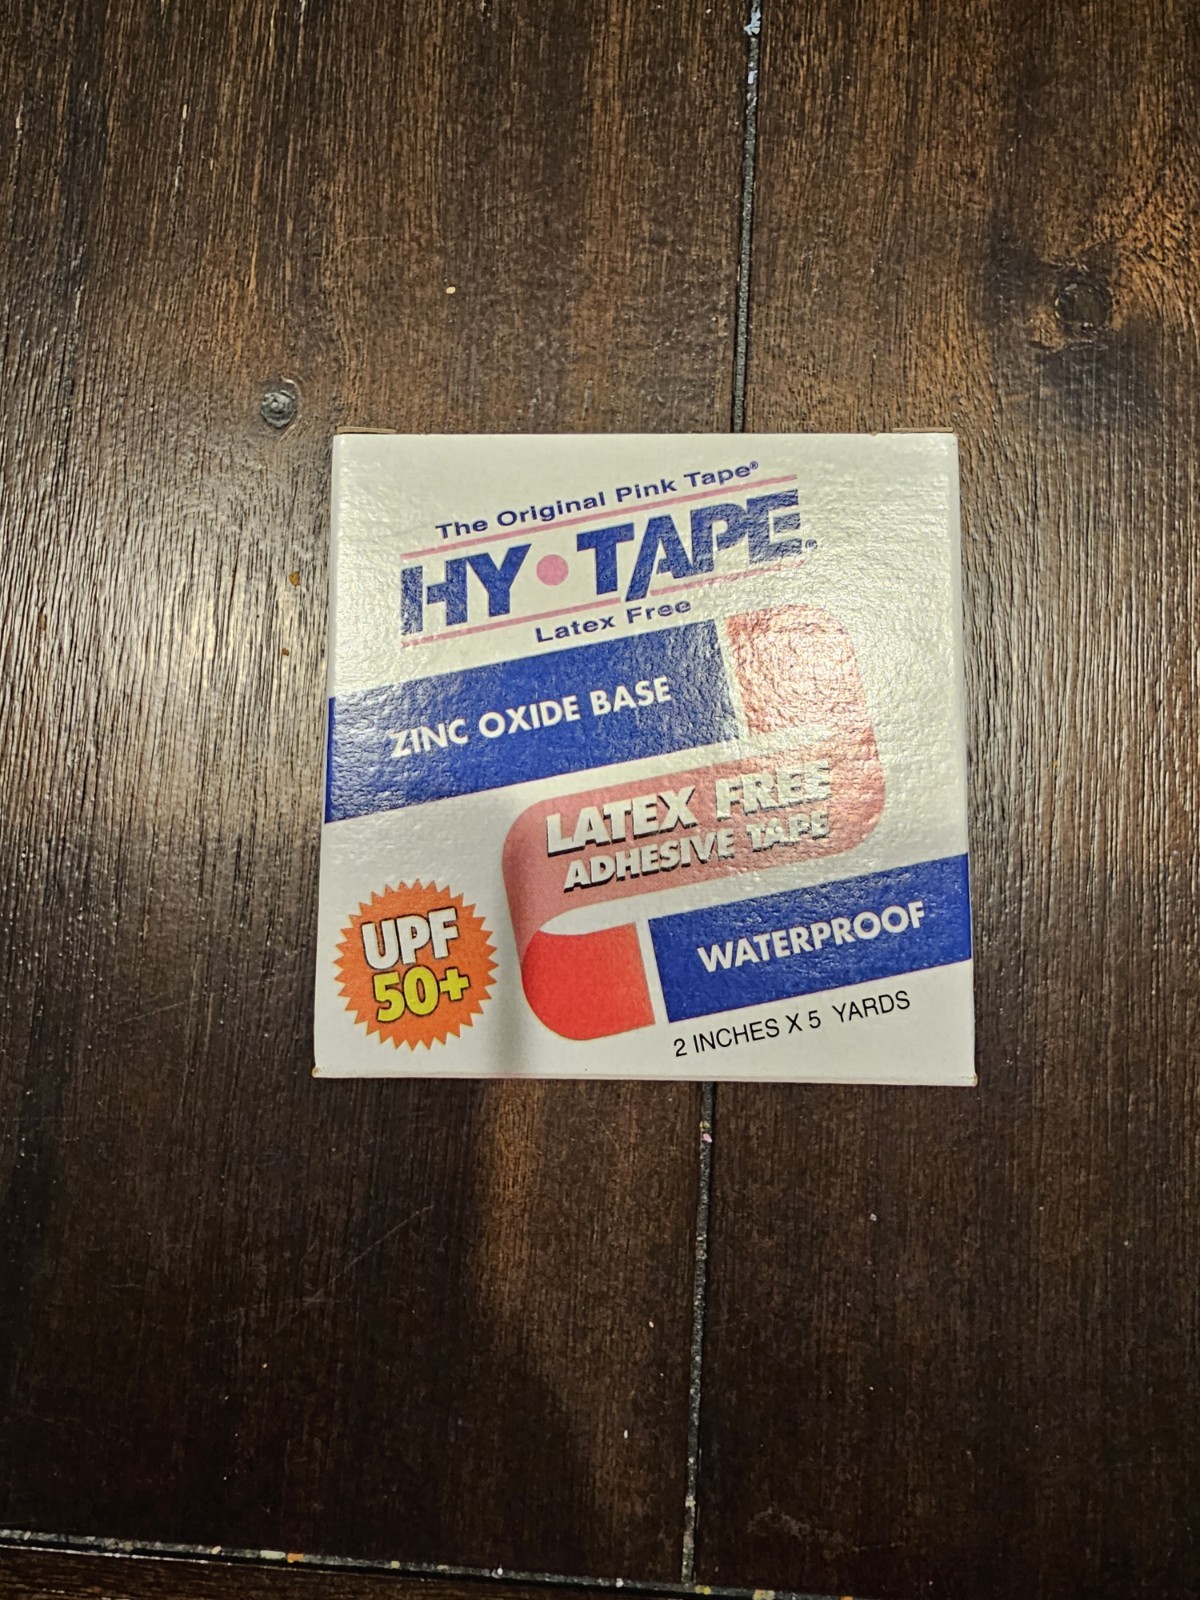 The Original Pink Tape®
HY•TAPE®
Latex Free
ZINC OXIDE BASE
LATEX FREE
ADHESIVE TAPE
UPF
50+
WATERPROOF
2 INCHES X 5 YARDS